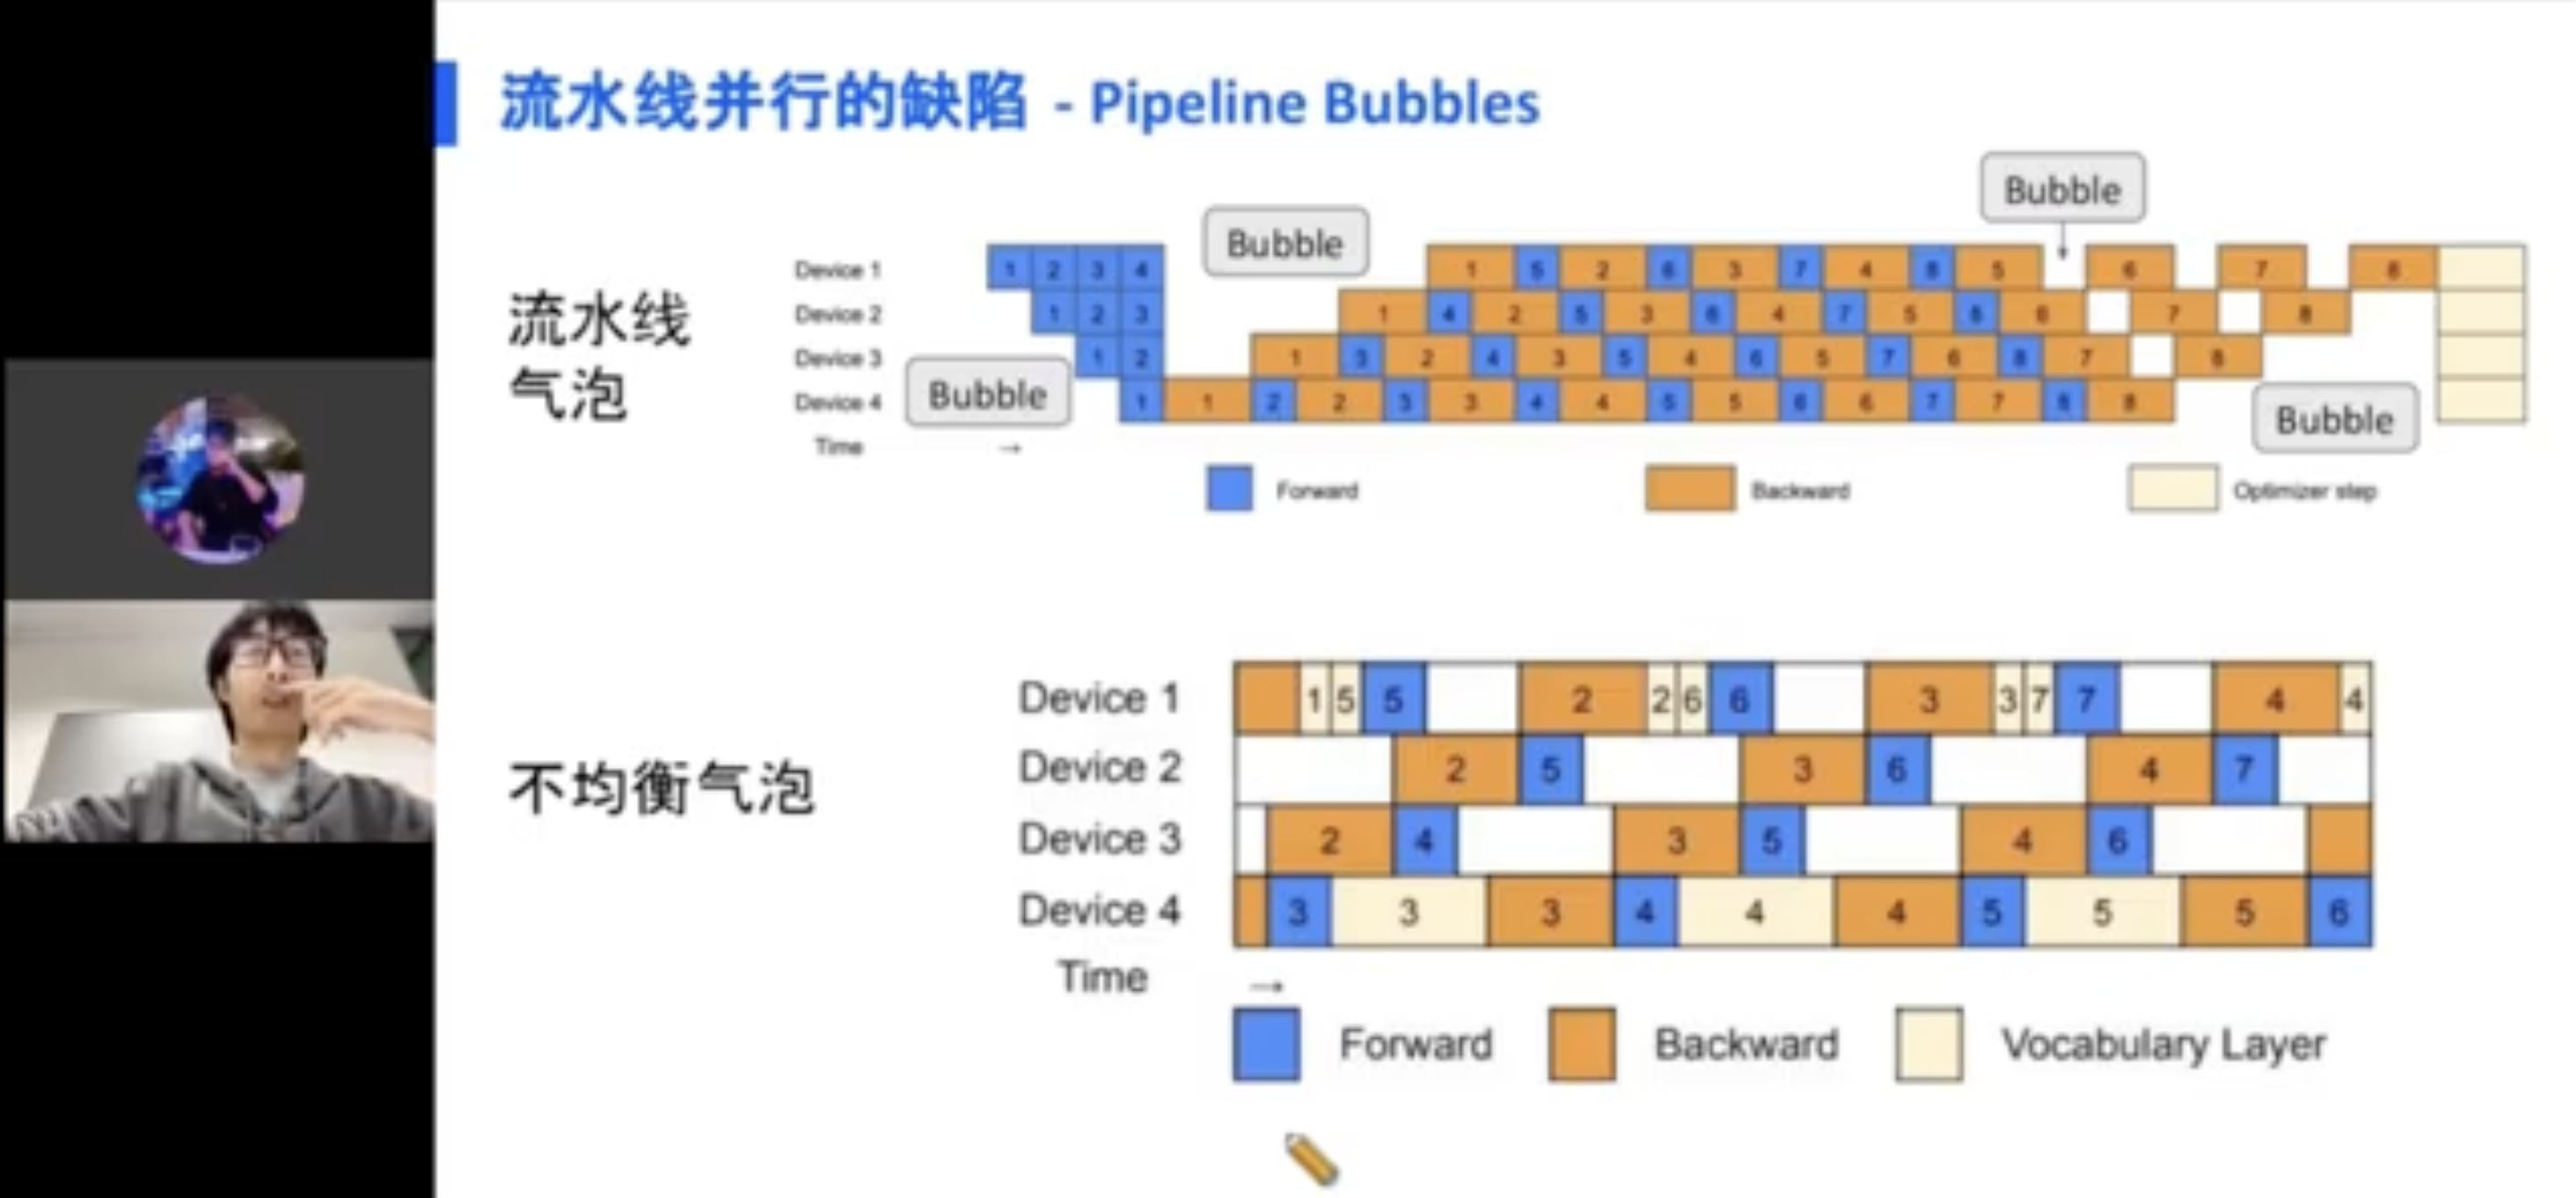 流水线并行的缺陷 - Pipeline Bubbles
Bubble
Bubble
Device 1 1 2 3 4 1 5 2 6 3 7 4 8 5 6 7 8
流水线
气泡
Device 2 1 2 3 1 4 2 5 3 6 4 7 5 8 6 7 8
Device 3 1 2 1 3 2 4 3 5 4 6 5 7 6 8 7 8
Bubble
Device 4 1 1 2 2 3 3 4 4 5 5 6 6 7 7 8 8
Bubble
Time →
Forward Backward Optimizer step
不均衡气泡
Device 1 1 5 5 2 2 6 6 3 3 7 7 4 4
Device 2 2 5 3 6 4 7
Device 3 2 4 3 5 4 6
Device 4 3 3 3 4 4 4 5 5 5 6
Time →
Forward Backward Vocabulary Layer